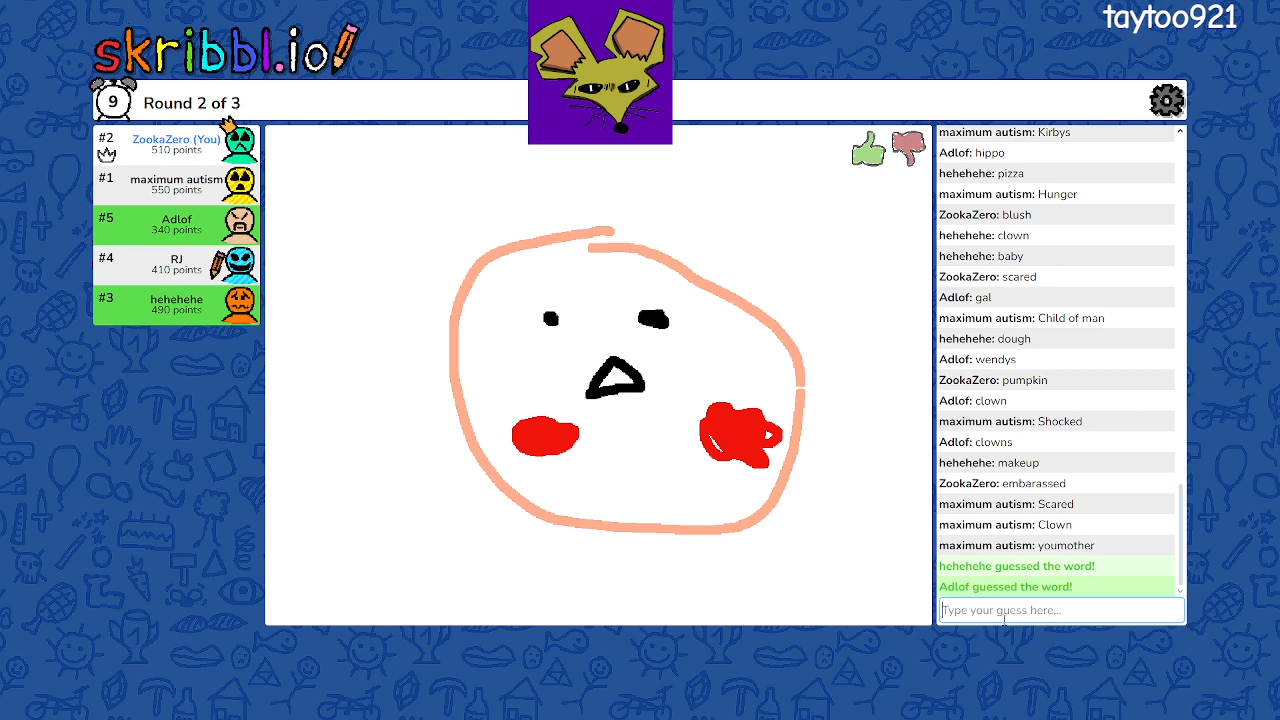 taytoo921
skribbl.io
9
Round 2 of 3
#2
ZookaZero (You)
510 points
#1
maximum autism
550 points
#5
Adlof
340 points
#4
RJ
410 points
#3
hehehehe
490 points
maximum autism: Kirbys
Adlof: hippo
hehehehe: pizza
maximum autism: Hunger
ZookaZero: blush
hehehehe: clown
hehehehe: baby
ZookaZero: scared
Adlof: gal
maximum autism: Child of man
hehehehe: dough
Adlof: wendys
ZookaZero: pumpkin
Adlof: clown
maximum autism: Shocked
Adlof: clowns
hehehehe: makeup
ZookaZero: embarassed
maximum autism: Scared
maximum autism: Clown
maximum autism: youmother
hehehehe guessed the word!
Adlof guessed the word!
Type your guess here...